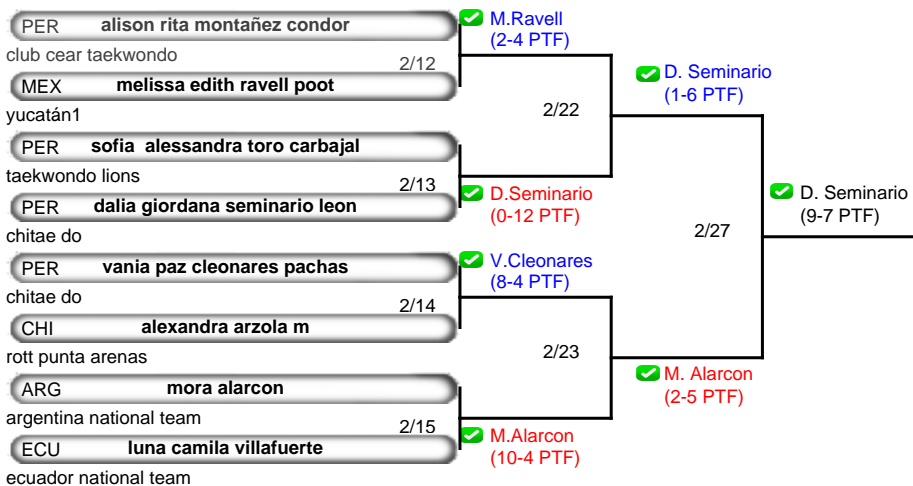 PER alison rita montañez condor
club cear taekwondo
2/12
MEX melissa edith ravell poot
yucatán1
PER sofia alessandra toro carbajal
taekwondo lions
2/13
PER dalia giordana seminario leon
chitae do
PER vania paz cleonares pachas
chitae do
2/14
CHI alexandra arzola m
rott punta arenas
ARG mora alarcon
argentina national team
2/15
ECU luna camila villafuerte
ecuador national team
M.Ravell
(2-4 PTF)
2/22
D.Seminario
(0-12 PTF)
V.Cleonares
(8-4 PTF)
2/23
M.Alarcon
(10-4 PTF)
D. Seminario
(1-6 PTF)
2/27
M. Alarcon
(2-5 PTF)
D. Seminario
(9-7 PTF)